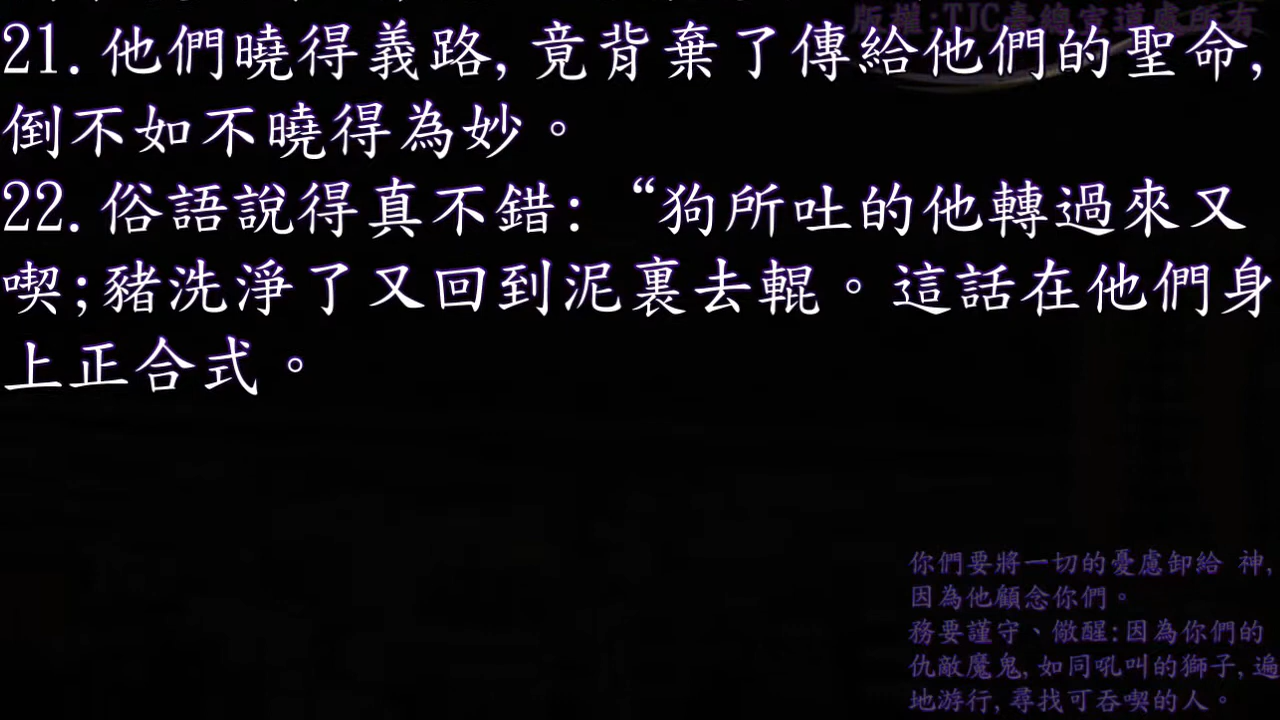 版權:TJC臺總宣道處所有
21.他們曉得義路,竟背棄了傳給他們的聖命,
倒不如不曉得為妙。
22.俗語說得真不錯:“狗所吐的他轉過來又
喫;豬洗淨了又回到泥裏去輥。這話在他們身
上正合式。
你們要將一切的憂慮卸給 神,
因為他顧念你們。
務要謹守、儆醒:因為你們的
仇敵魔鬼,如同吼叫的獅子,遍
地游行,尋找可吞喫的人。